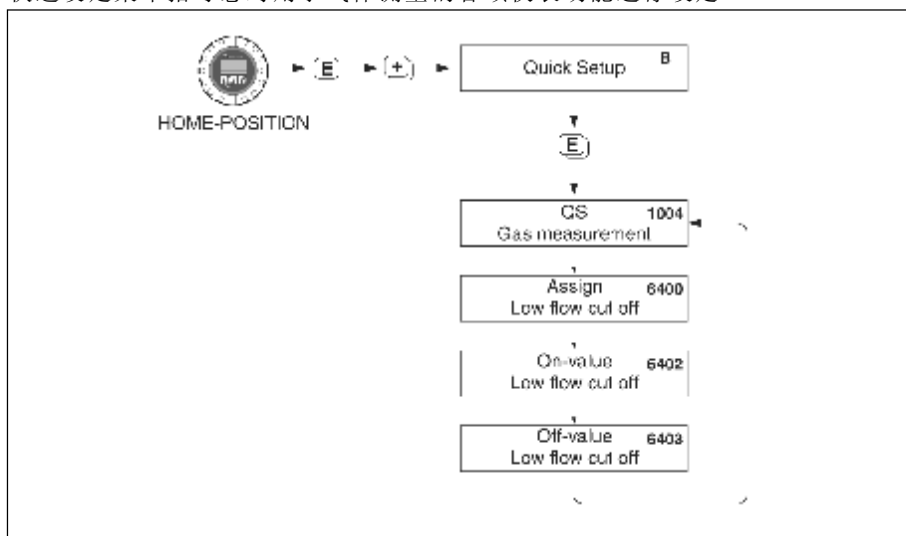 E
+
Quick Setup B
HOME-POSITION
E
QS 1004
Gas measurement
Assign 6400
Low flow cut off
On-value 6402
Low flow cut off
Off-value 6403
Low flow cut off